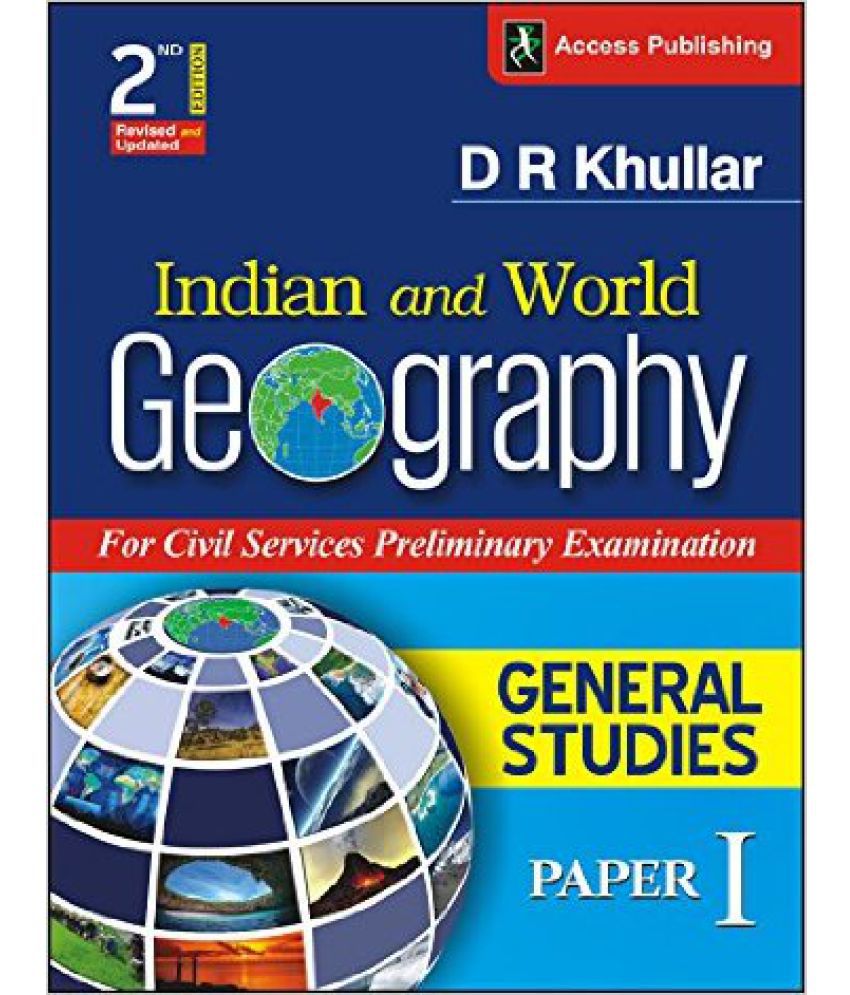 Access Publishing
2ND EDITION
Revised and
Updated
D R Khullar
Indian and World
Geography
For Civil Services Preliminary Examination
GENERAL
STUDIES
PAPER I